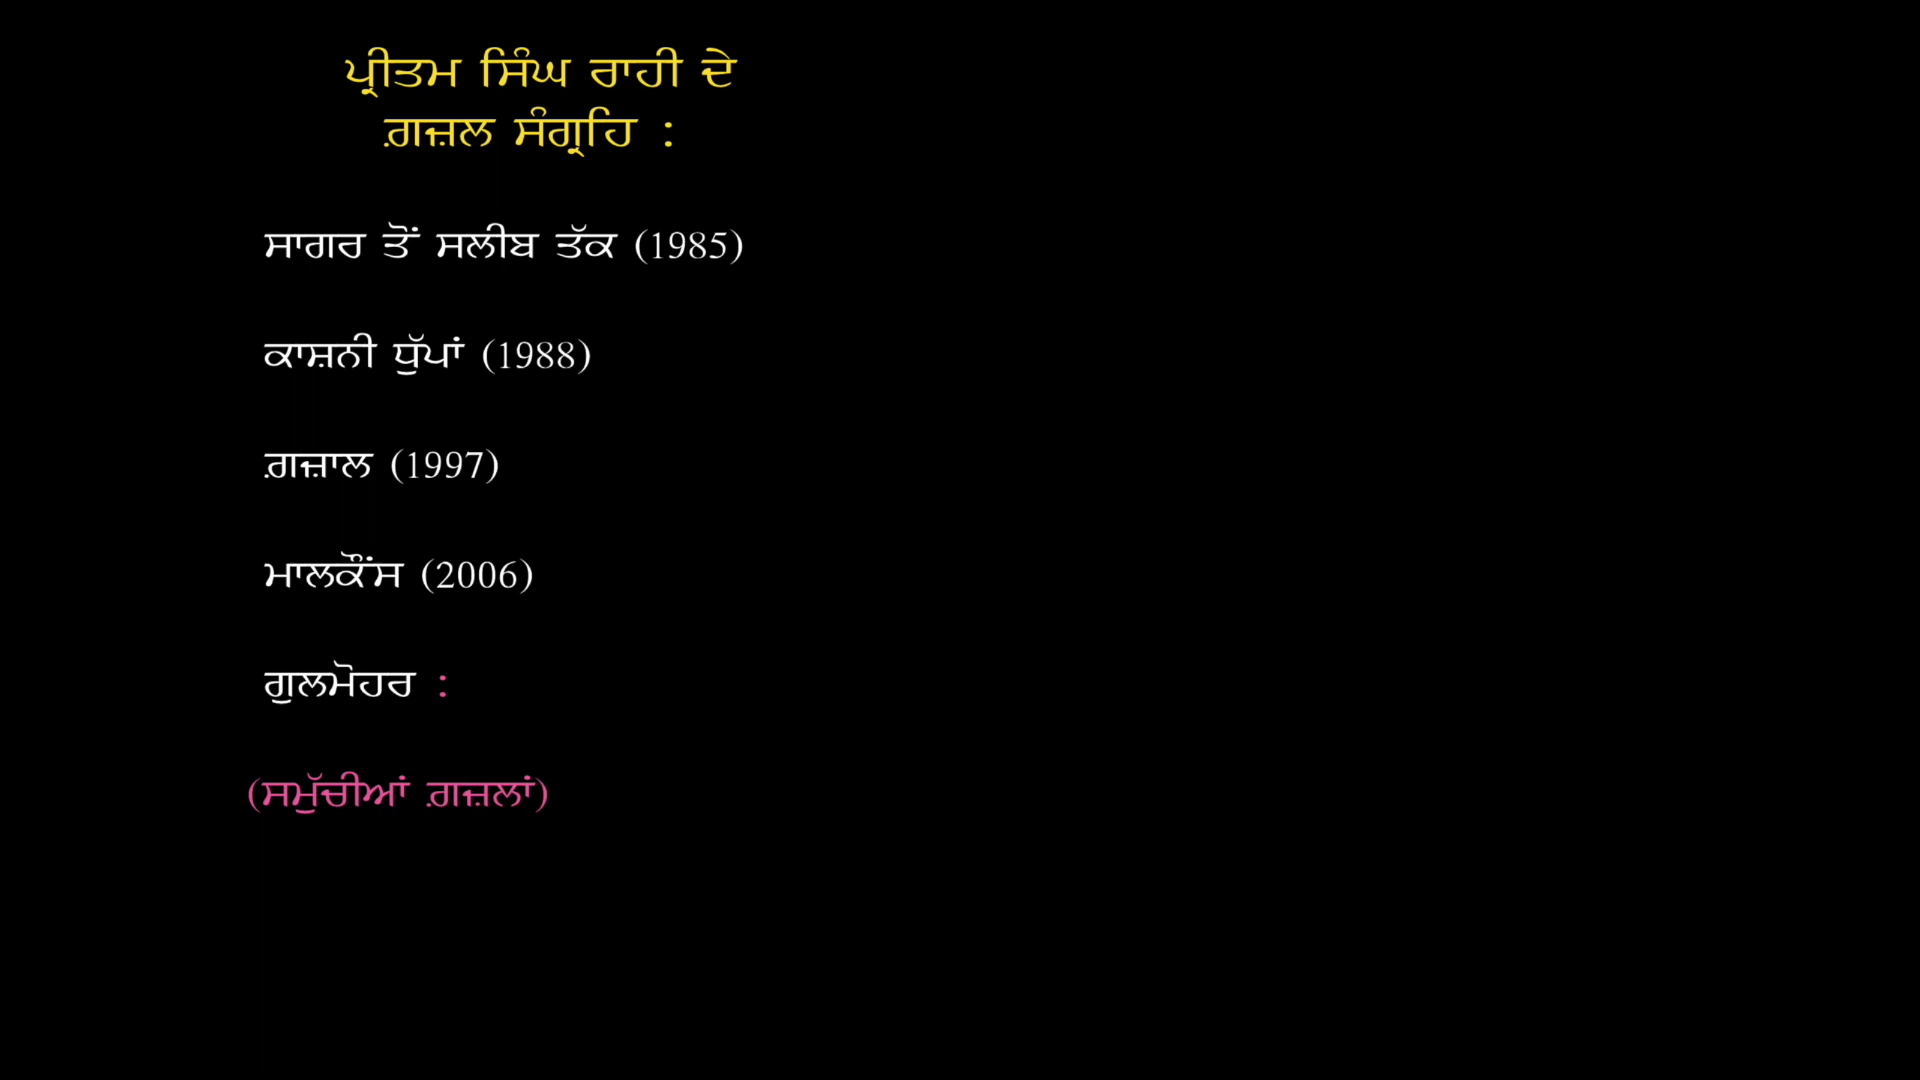 ਪ੍ਰੀਤਮ ਸਿੰਘ ਰਾਹੀ ਦੇ
ਗ਼ਜ਼ਲ ਸੰਗ੍ਰਹਿ :
ਸਾਗਰ ਤੋਂ ਸਲੀਬ ਤੱਕ (1985)
ਕਾਸ਼ਨੀ ਧੁੱਪਾਂ (1988)
ਗ਼ਜ਼ਾਲ (1997)
ਮਾਲਕੌਂਸ (2006)
ਗੁਲਮੋਹਰ :
(ਸਮੁੱਚੀਆਂ ਗ਼ਜ਼ਲਾਂ)